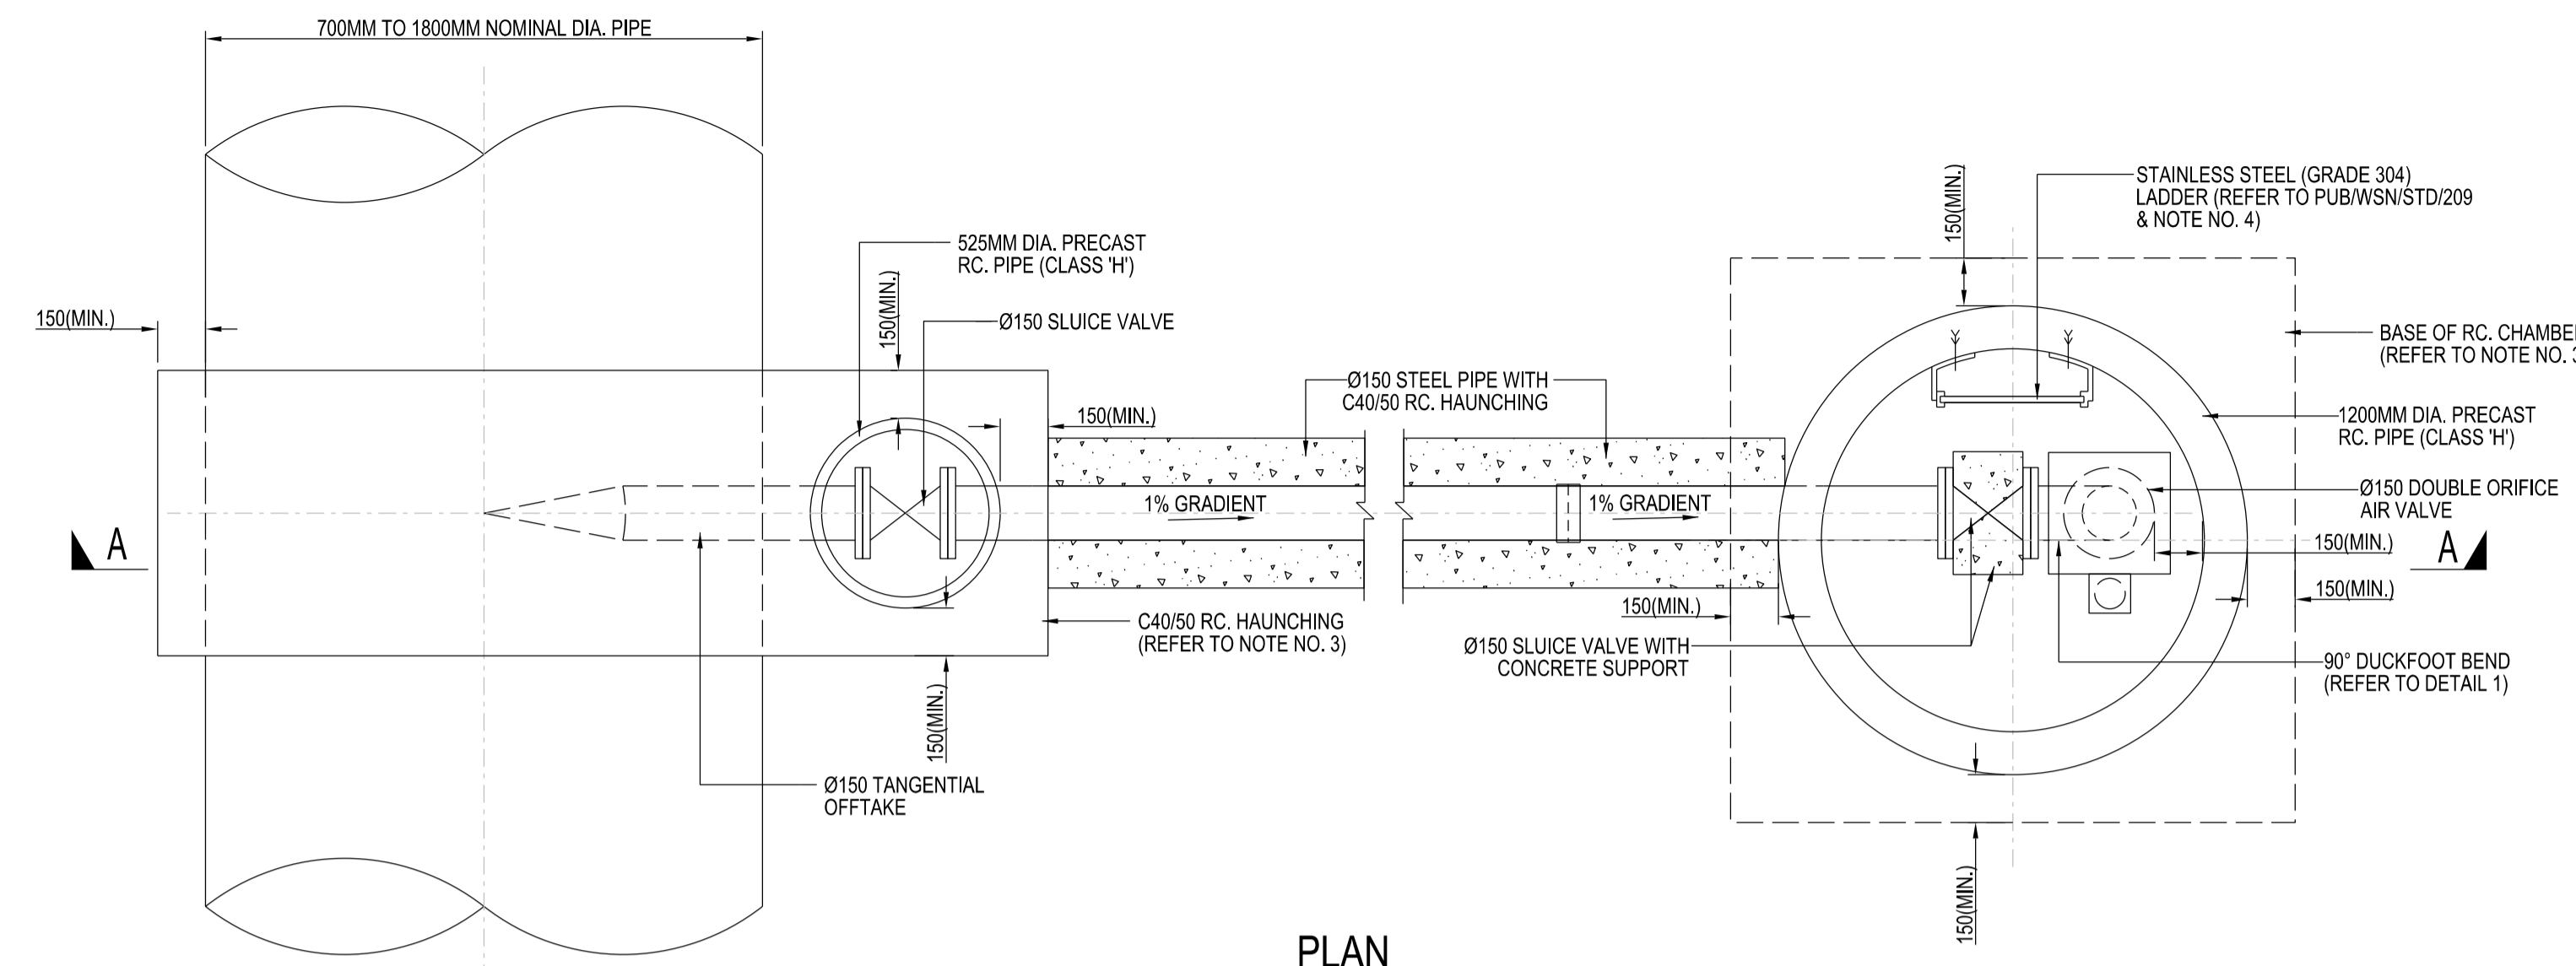 700MM TO 1800MM NOMINAL DIA. PIPE
STAINLESS STEEL (GRADE 304)
LADDER (REFER TO PUB/WSN/STD/209
& NOTE NO. 4)
150(MIN.)
525MM DIA. PRECAST
RC. PIPE (CLASS 'H')
150(MIN.)
150(MIN.)
Ø150 SLUICE VALVE
BASE OF RC. CHAMBE
(REFER TO NOTE NO. 3
Ø150 STEEL PIPE WITH
C40/50 RC. HAUNCHING
150(MIN.)
1200MM DIA. PRECAST
RC. PIPE (CLASS 'H')
1% GRADIENT
1% GRADIENT
Ø150 DOUBLE ORIFICE
AIR VALVE
A
150(MIN.)
A
150(MIN.)
150(MIN.)
C40/50 RC. HAUNCHING
(REFER TO NOTE NO. 3)
Ø150 SLUICE VALVE WITH
CONCRETE SUPPORT
90° DUCKFOOT BEND
(REFER TO DETAIL 1)
150(MIN.)
Ø150 TANGENTIAL
OFFTAKE
150(MIN.)
PLAN